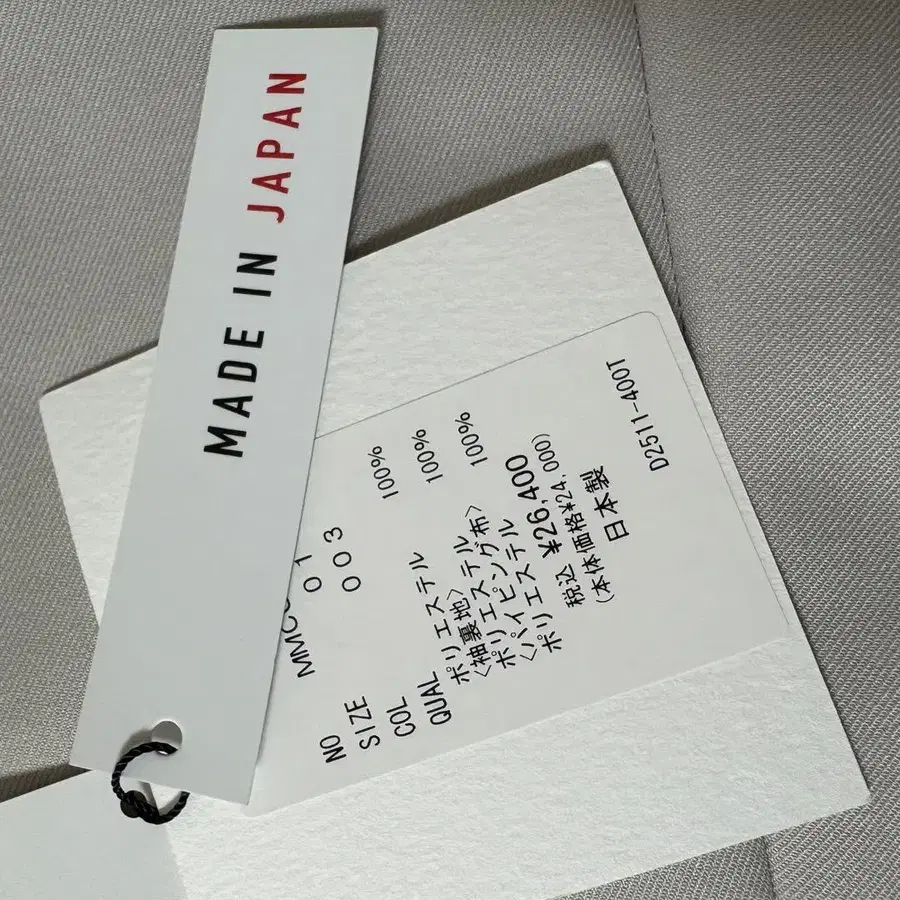 MADE IN JAPAN
NO MMC
SIZE 01
COL 003
QUAL
ポリエステル 100%
<袖裏地>
ポリエステル 100%
<パイピング布>
ポリエステル 100%
税込 ¥26,400
(本体価格¥24,000)
日本製
D2511-400T